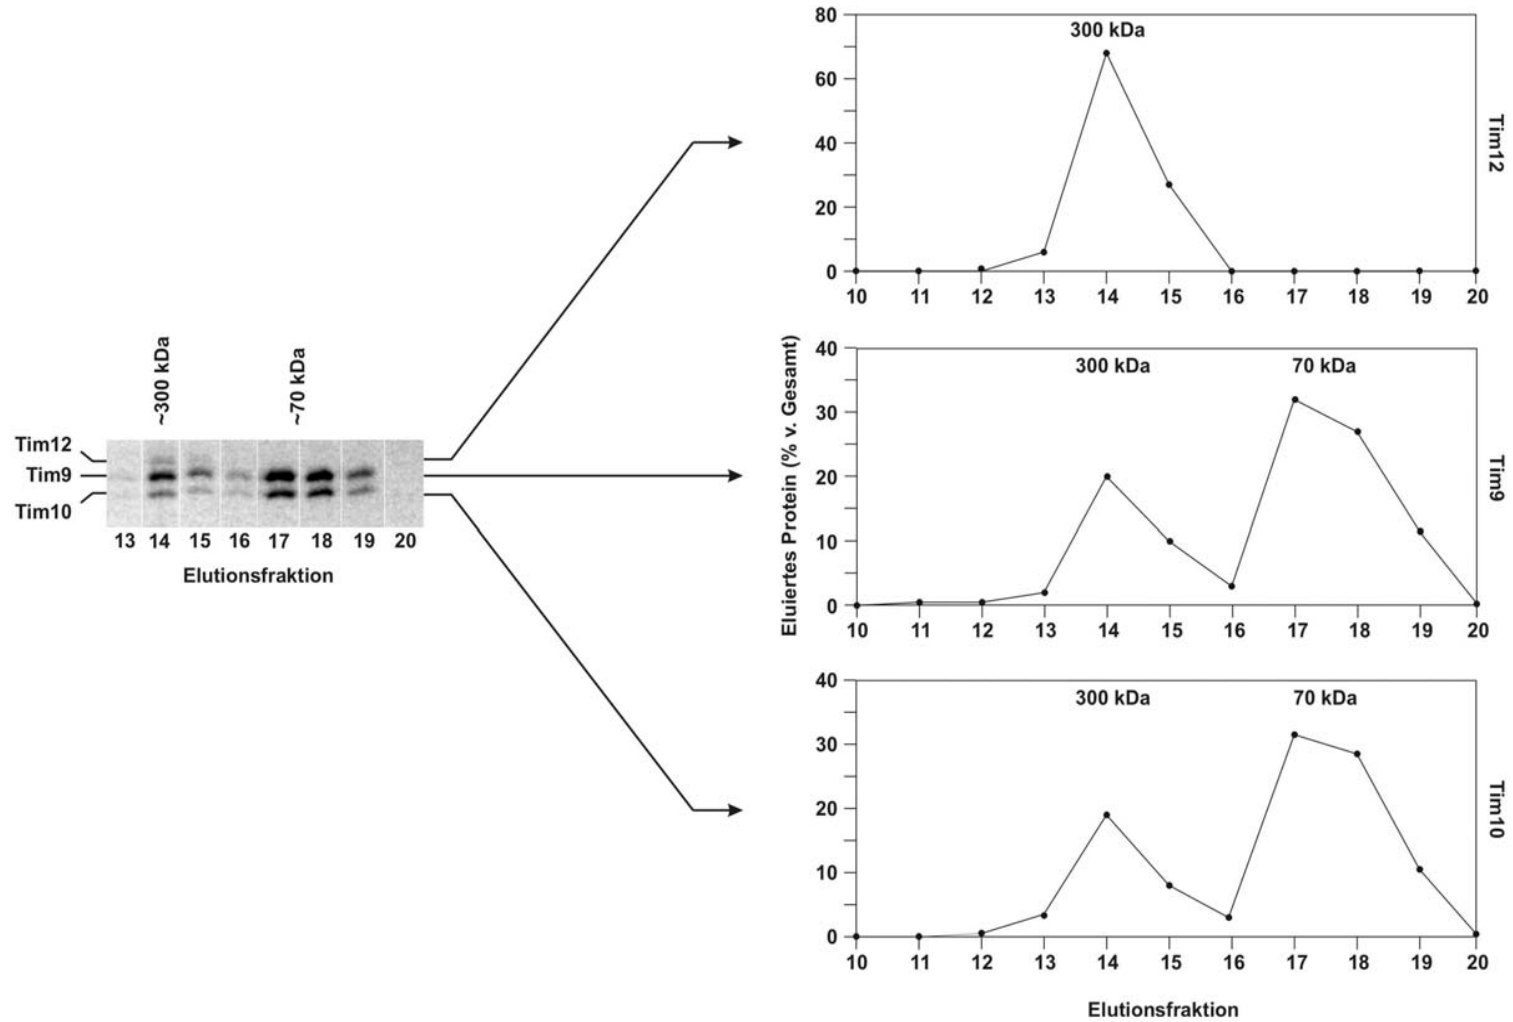 ~300 kDa
~70 kDa
Tim12
Tim9
Tim10
13 14 15 16 17 18 19 20
Elutionsfraktion
Eluiertes Protein (% v. Gesamt)
80
60
40
20
0
300 kDa
10 11 12 13 14 15 16 17 18 19 20
Tim12
40
30
20
10
0
300 kDa 70 kDa
10 11 12 13 14 15 16 17 18 19 20
Tim9
40
30
20
10
0
300 kDa 70 kDa
10 11 12 13 14 15 16 17 18 19 20
Tim10
Elutionsfraktion